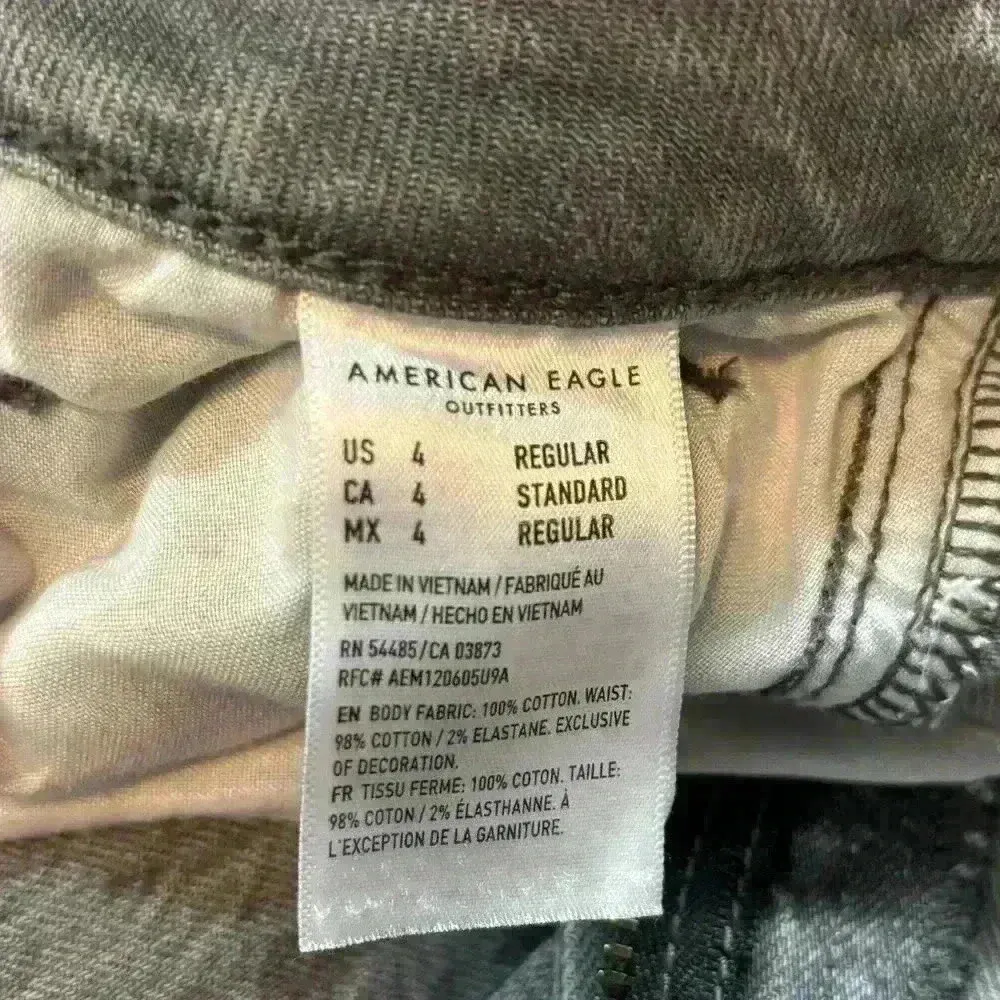 AMERICAN EAGLE
OUTFITTERS
US 4 REGULAR
CA 4 STANDARD
MX 4 REGULAR
MADE IN VIETNAM / FABRIQUÉ AU
VIETNAM / HECHO EN VIETNAM
RN 54485/CA 03873
RFC# AEM120605U9A
EN BODY FABRIC: 100% COTTON. WAIST:
98% COTTON / 2% ELASTANE. EXCLUSIVE
OF DECORATION.
FR TISSU FERME: 100% COTON. TAILLE:
98% COTON / 2% ÉLASTHANNE. À
L'EXCEPTION DE LA GARNITURE.